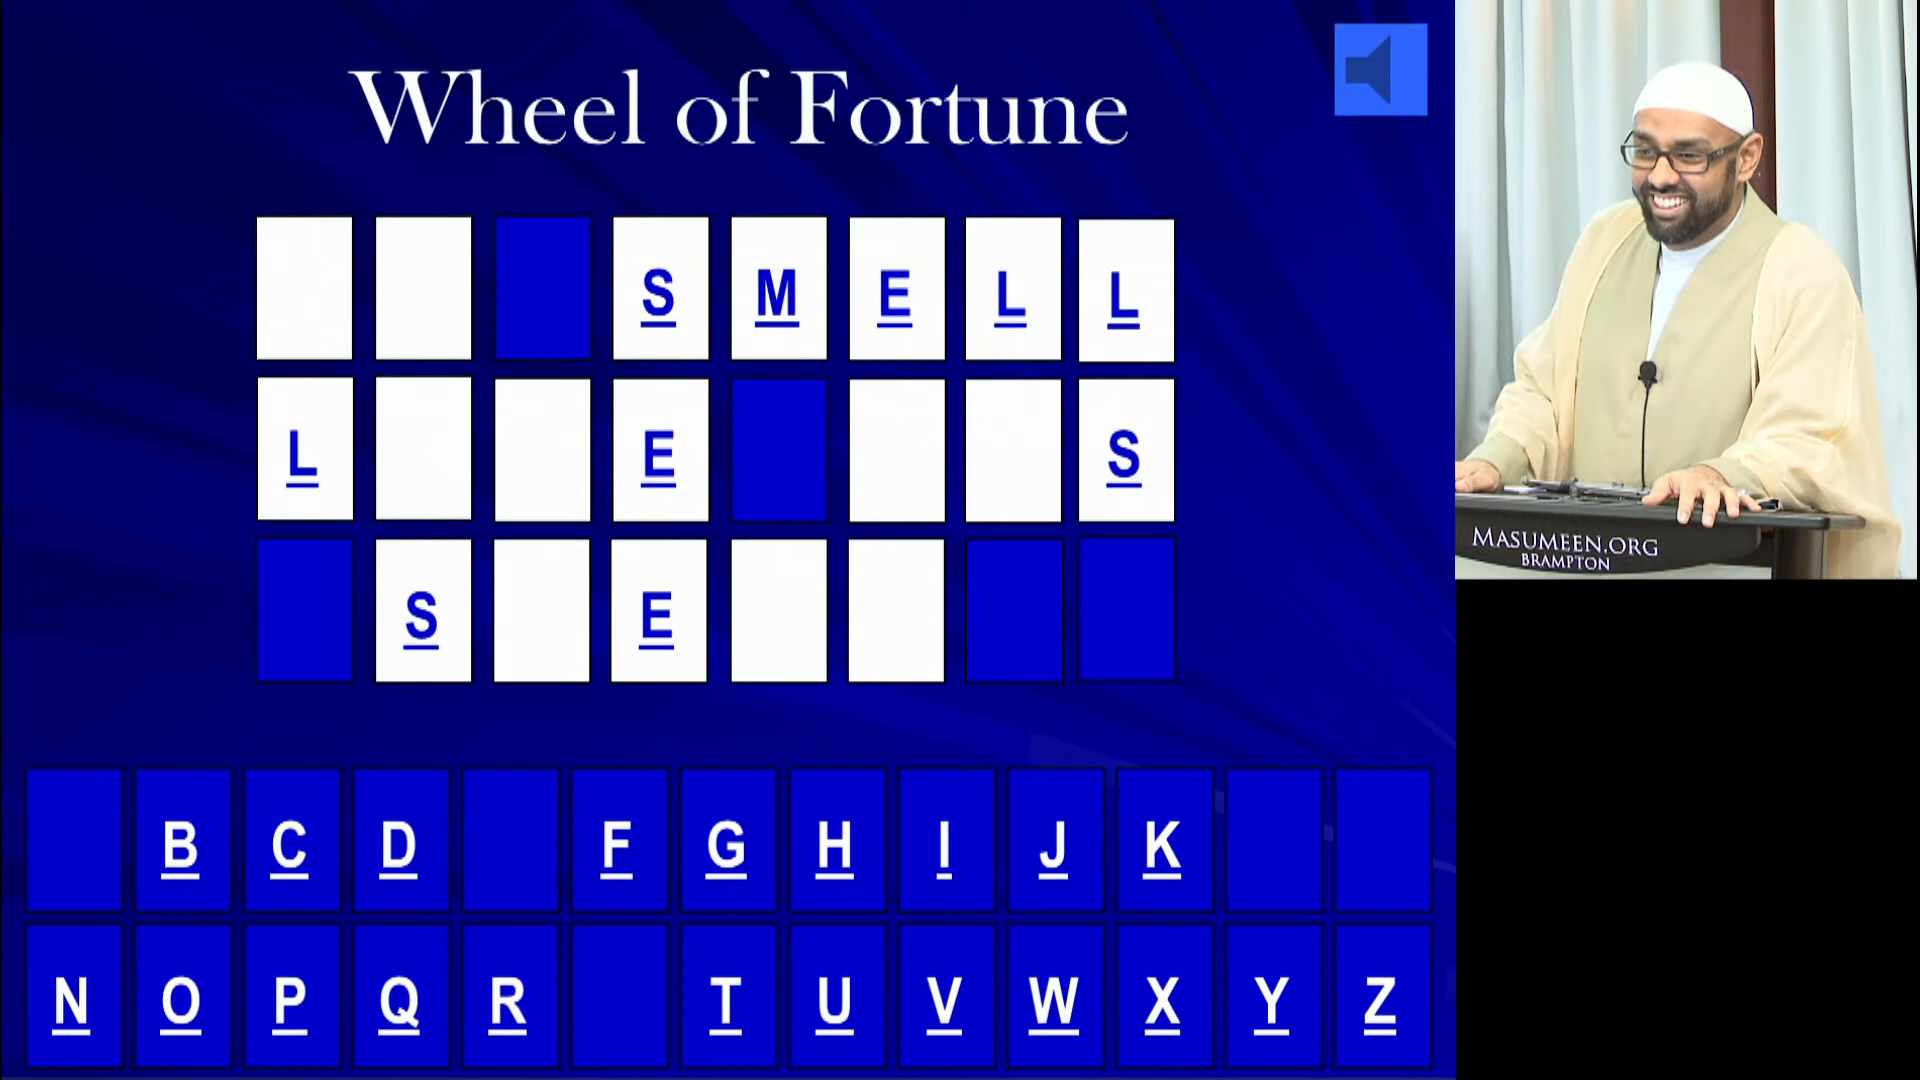 Wheel of Fortune
S M E L L
L E S
S E
B C D F G H I J K
N O P Q R T U V W X Y Z
MASUMEEN.ORG
BRAMPTON